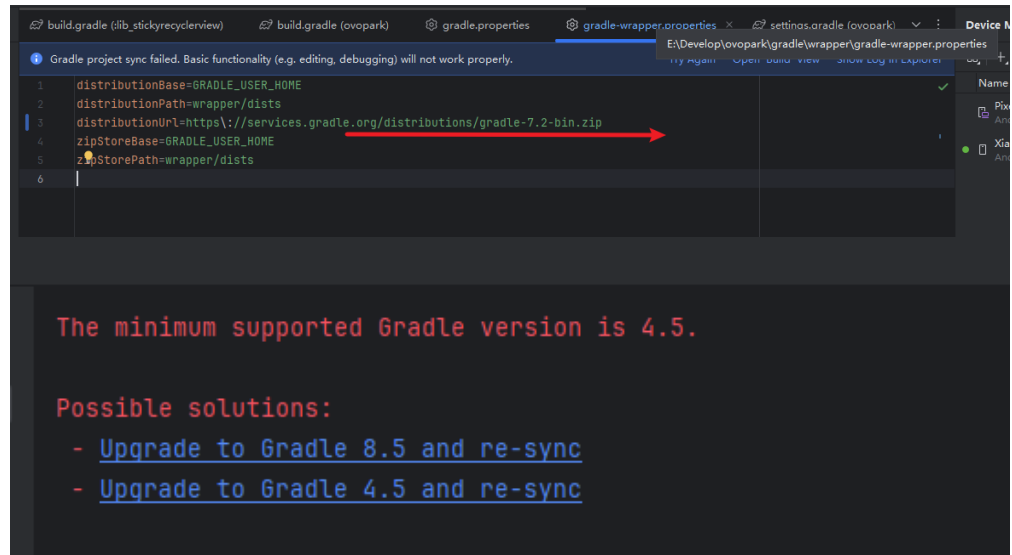 build.gradle (:lib_stickyrecyclerview)
build.gradle (ovopark)
gradle.properties
gradle-wrapper.properties
settings.gradle (ovopark)
Device M
E:\Develop\ovopark\gradle\wrapper\gradle-wrapper.properties
Gradle project sync failed. Basic functionality (e.g. editing, debugging) will not work properly.
Try Again
Open 'Build' View
Show Log in Explorer
Name
1 distributionBase=GRADLE_USER_HOME
2 distributionPath=wrapper/dists
3 distributionUrl=https\://services.gradle.org/distributions/gradle-7.2-bin.zip
4 zipStoreBase=GRADLE_USER_HOME
5 zipStorePath=wrapper/dists
6
Pixe
And
Xia
And
The minimum supported Gradle version is 4.5.
Possible solutions:
- Upgrade to Gradle 8.5 and re-sync
- Upgrade to Gradle 4.5 and re-sync